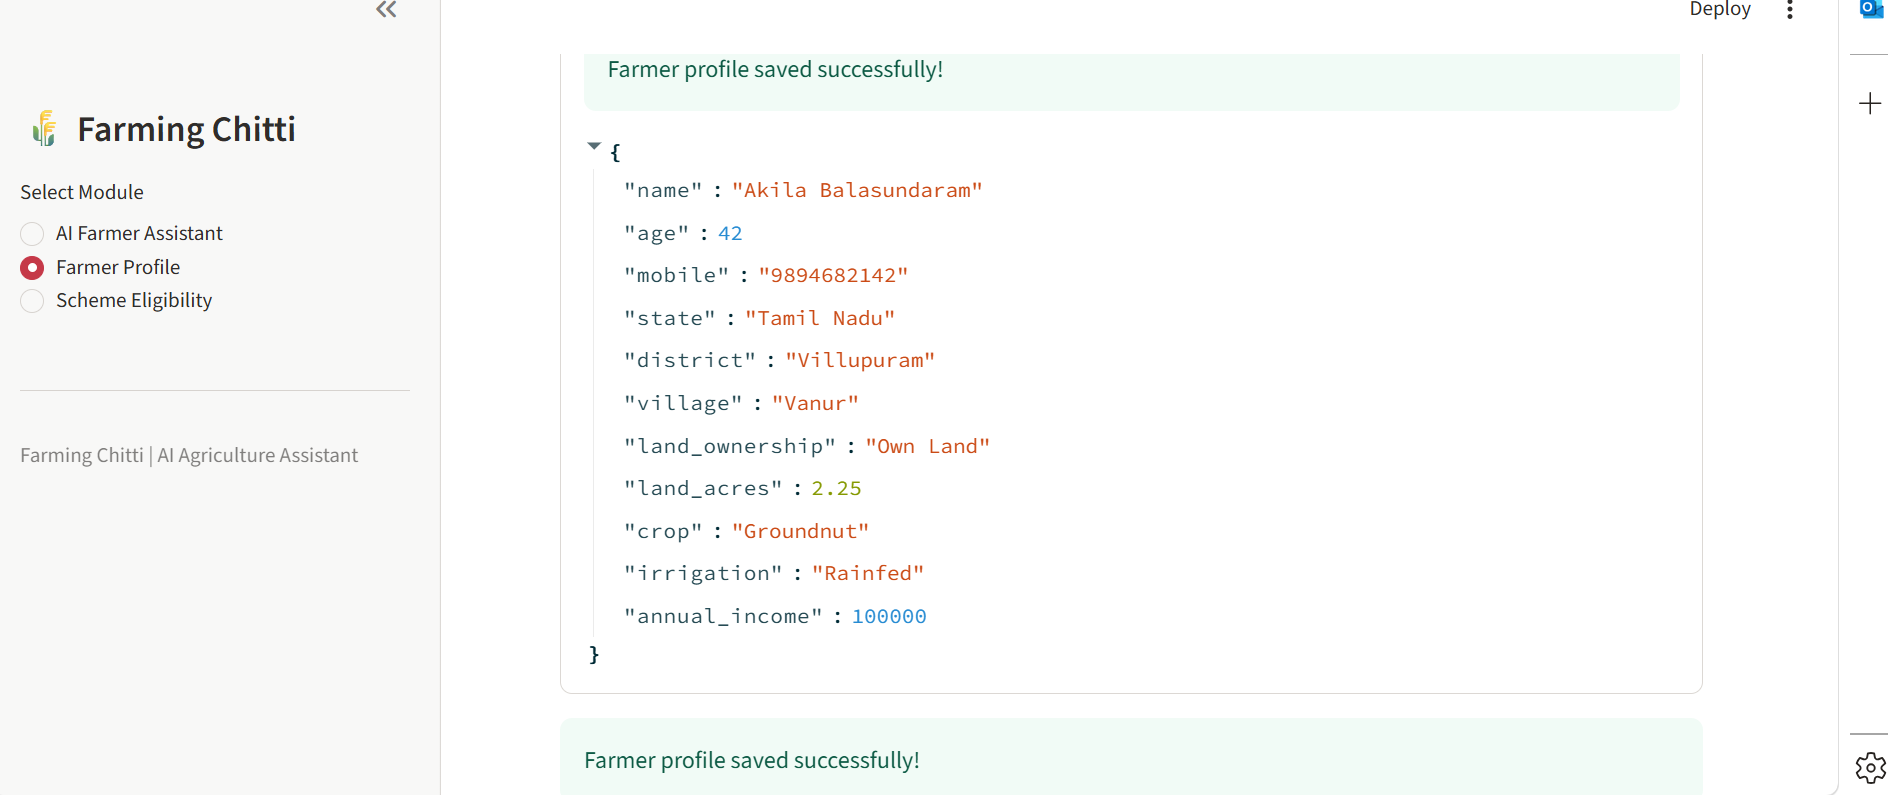 Deploy
Farming Chitti
Select Module
AI Farmer Assistant
Farmer Profile
Scheme Eligibility
Farming Chitti | AI Agriculture Assistant
Farmer profile saved successfully!
{
"name" : "Akila Balasundaram"
"age" : 42
"mobile" : "9894682142"
"state" : "Tamil Nadu"
"district" : "Villupuram"
"village" : "Vanur"
"land_ownership" : "Own Land"
"land_acres" : 2.25
"crop" : "Groundnut"
"irrigation" : "Rainfed"
"annual_income" : 100000
}
Farmer profile saved successfully!